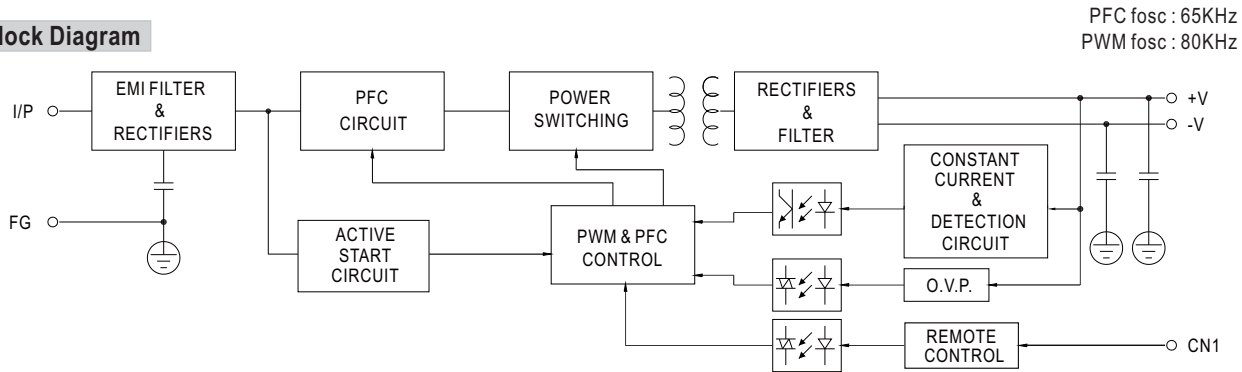 lock Diagram
PFC fosc : 65KHz
PWM fosc : 80KHz
I/P
EMI FILTER
&
RECTIFIERS
PFC
CIRCUIT
POWER
SWITCHING
RECTIFIERS
&
FILTER
+V
-V
FG
ACTIVE
START
CIRCUIT
PWM & PFC
CONTROL
CONSTANT
CURRENT
&
DETECTION
CIRCUIT
O.V.P.
REMOTE
CONTROL
CN1